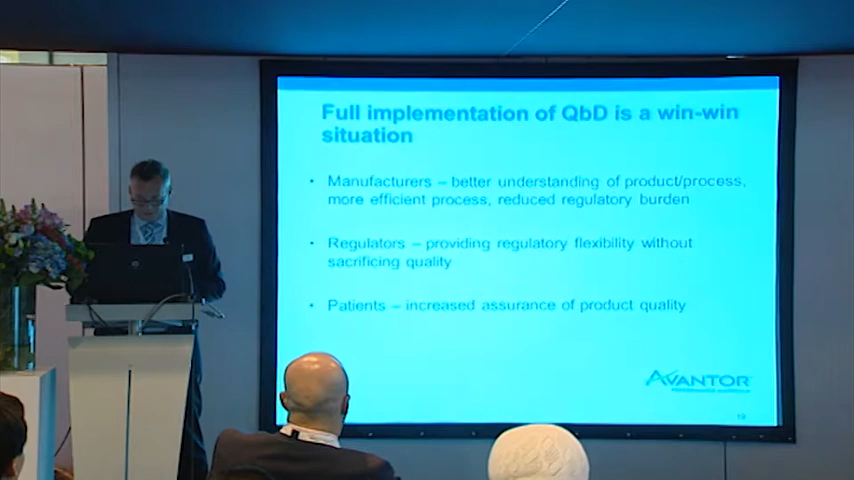 Full implementation of QbD is a win-win
situation
• Manufacturers – better understanding of product/process,
more efficient process, reduced regulatory burden
• Regulators – providing regulatory flexibility without
sacrificing quality
• Patients – increased assurance of product quality
AVANTOR
19